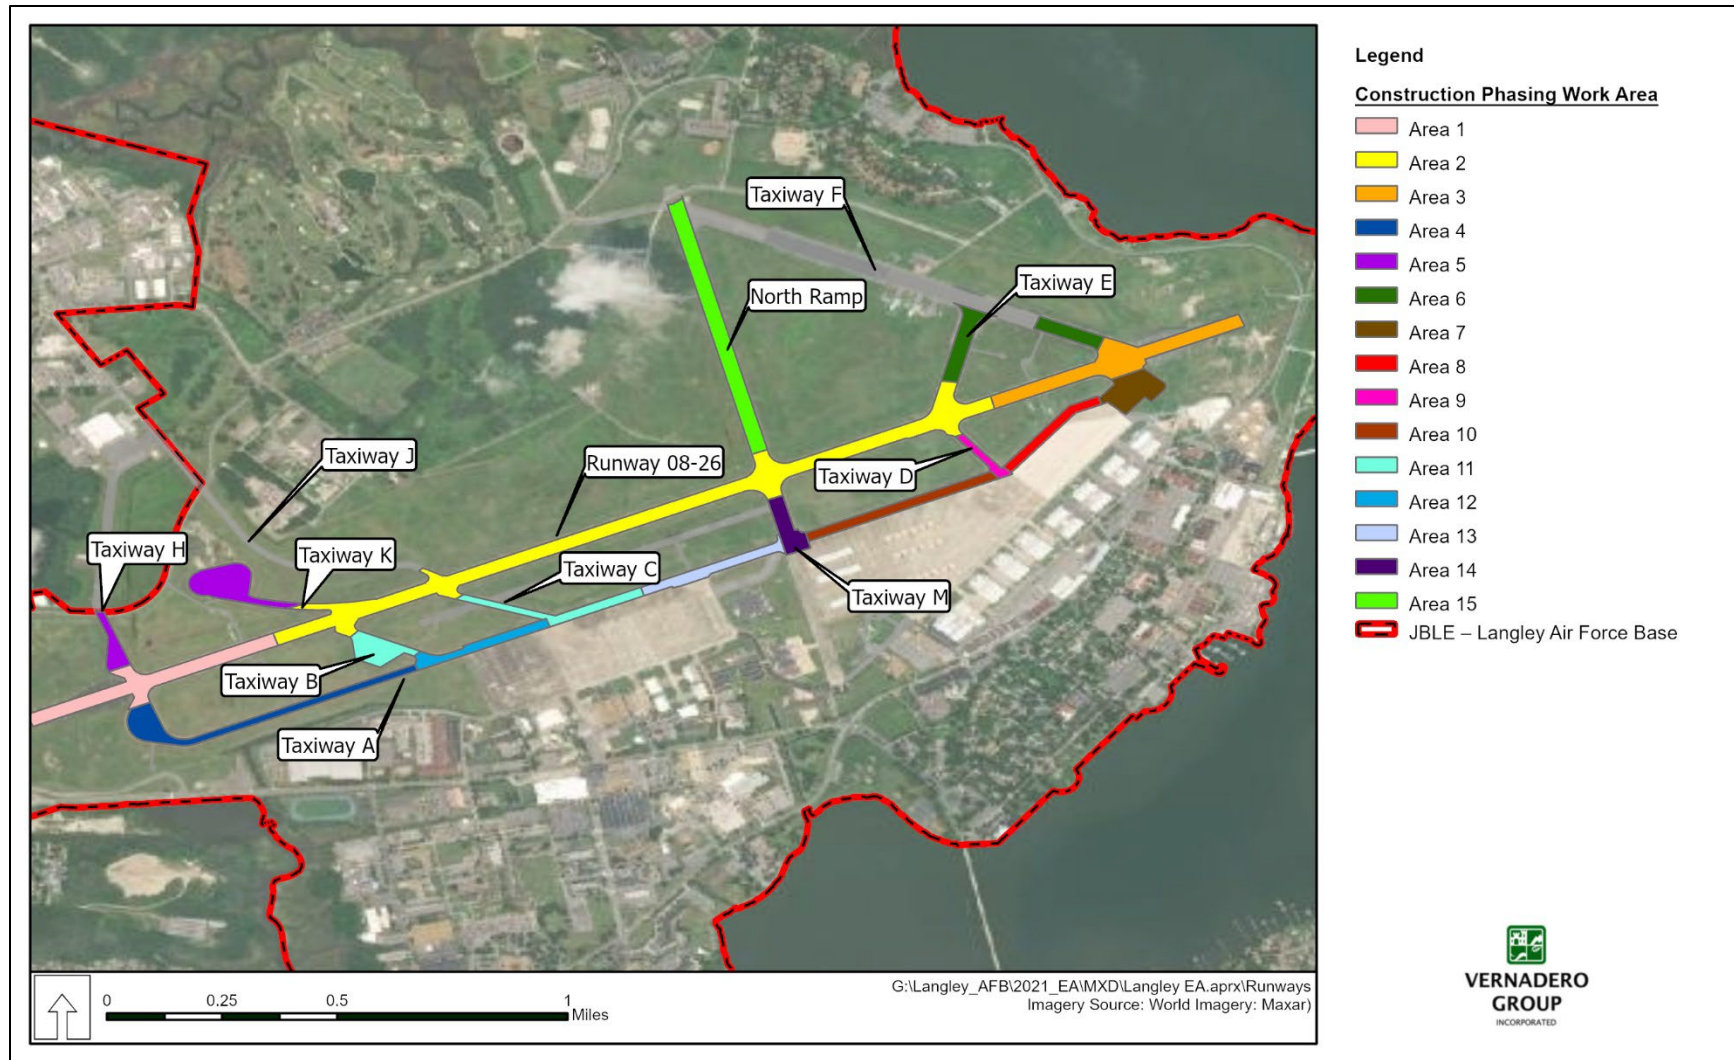 Taxiway F
Taxiway E
North Ramp
Taxiway J
Runway 08-26
Taxiway D
Taxiway H
Taxiway K
Taxiway C
Taxiway M
Taxiway B
Taxiway A
0 0.25 0.5 1
Miles
G:\Langley_AFB\2021_EA\MXD\Langley EA.aprx\Runways
Imagery Source: World Imagery: Maxar)
Legend
Construction Phasing Work Area
Area 1
Area 2
Area 3
Area 4
Area 5
Area 6
Area 7
Area 8
Area 9
Area 10
Area 11
Area 12
Area 13
Area 14
Area 15
JBLE – Langley Air Force Base
VERNADERO
GROUP
INCORPORATED